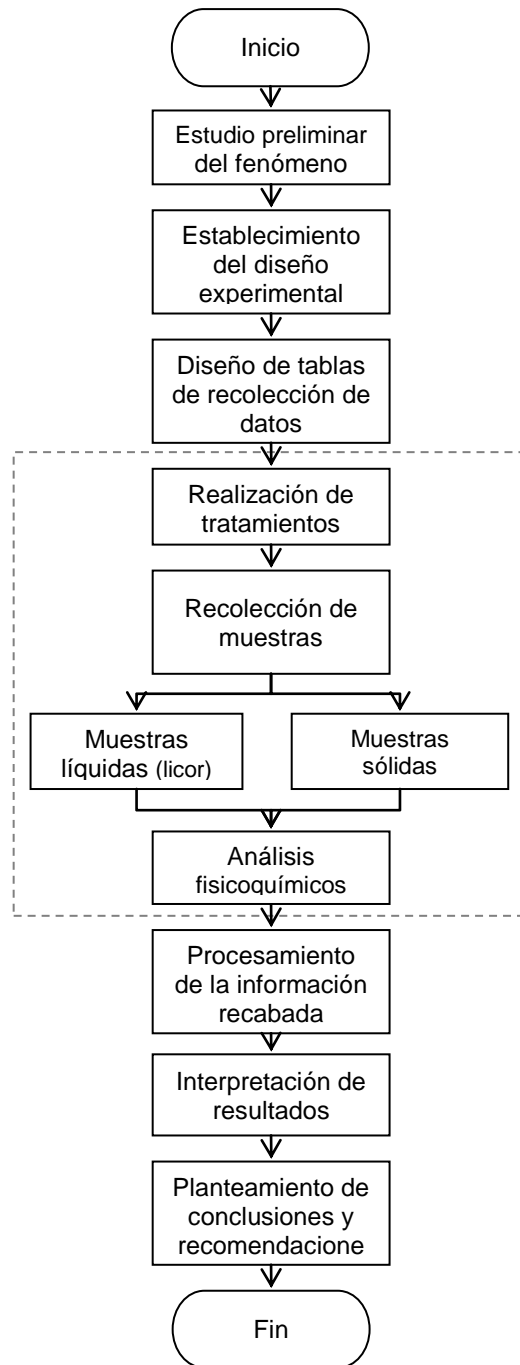 Inicio
Estudio preliminar
del fenómeno
Establecimiento
del diseño
experimental
Diseño de tablas
de recolección de
datos
Realización de
tratamientos
Recolección de
muestras
Muestras
líquidas (licor)
Muestras
sólidas
Análisis
fisicoquímicos
Procesamiento
de la información
recabada
Interpretación de
resultados
Planteamiento de
conclusiones y
recomendacione
Fin